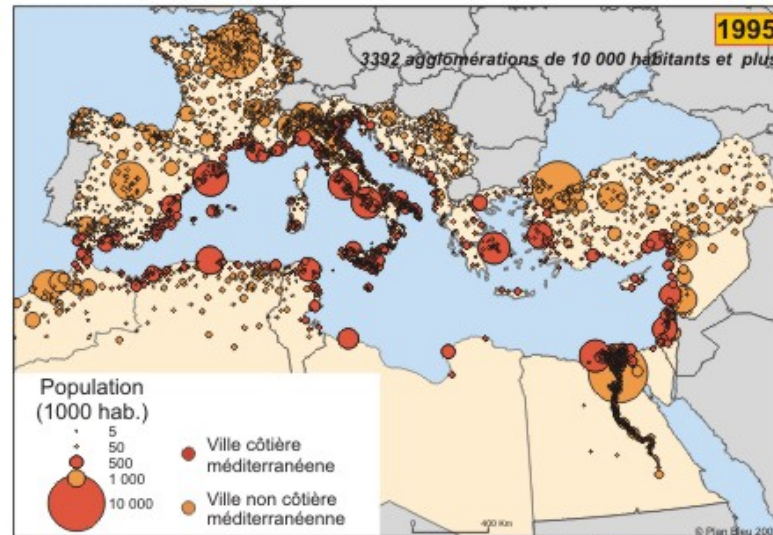 1995
3392 agglomérations de 10 000 habitants et plus
Population
(1000 hab.)
5
50
500
1 000
10 000
Ville côtière
méditerranéene
Ville non côtière
méditerranéenne
400 Km
© Plan Bleu 200